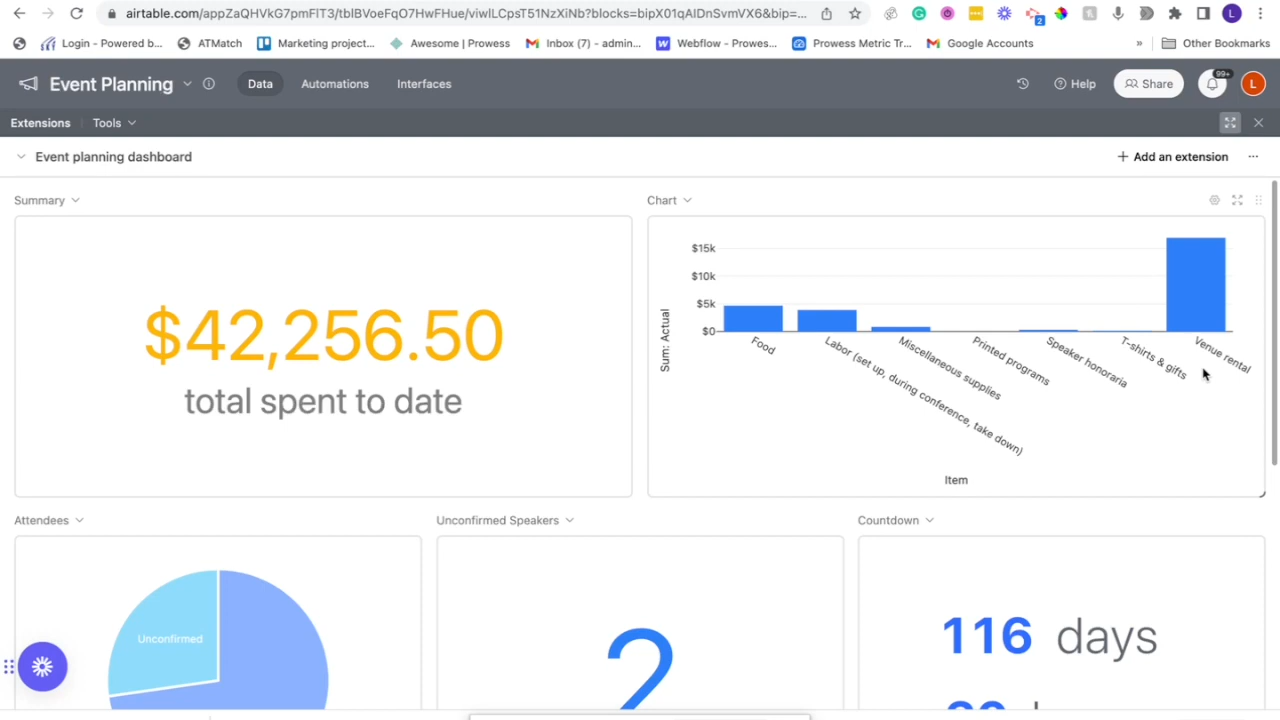 airtable.com/appZaQHVkG7pmFlT3/tblBVoeFqO7HwFHue/viwlLCpsT51NzXiNb?blocks=bipX01qAlDnSvmVX6&bip=...
L
Login - Powered b...
ATMatch
Marketing project...
Awesome | Prowess
Inbox (7) - admin...
Webflow - Prowes...
Prowess Metric Tr...
Google Accounts
»
Other Bookmarks
Event Planning
Data
Automations
Interfaces
Help
Share
99+
L
Extensions
Tools
Event planning dashboard
+ Add an extension
...
Summary
$42,256.50
total spent to date
Chart
$15k
$10k
$5k
$0
Sum: Actual
Food
Labor (set up, during conference, take down)
Miscellaneous supplies
Printed programs
Speaker honoraria
T-shirts & gifts
Venue rental
Item
Attendees
Unconfirmed
Unconfirmed Speakers
2
Countdown
116 days